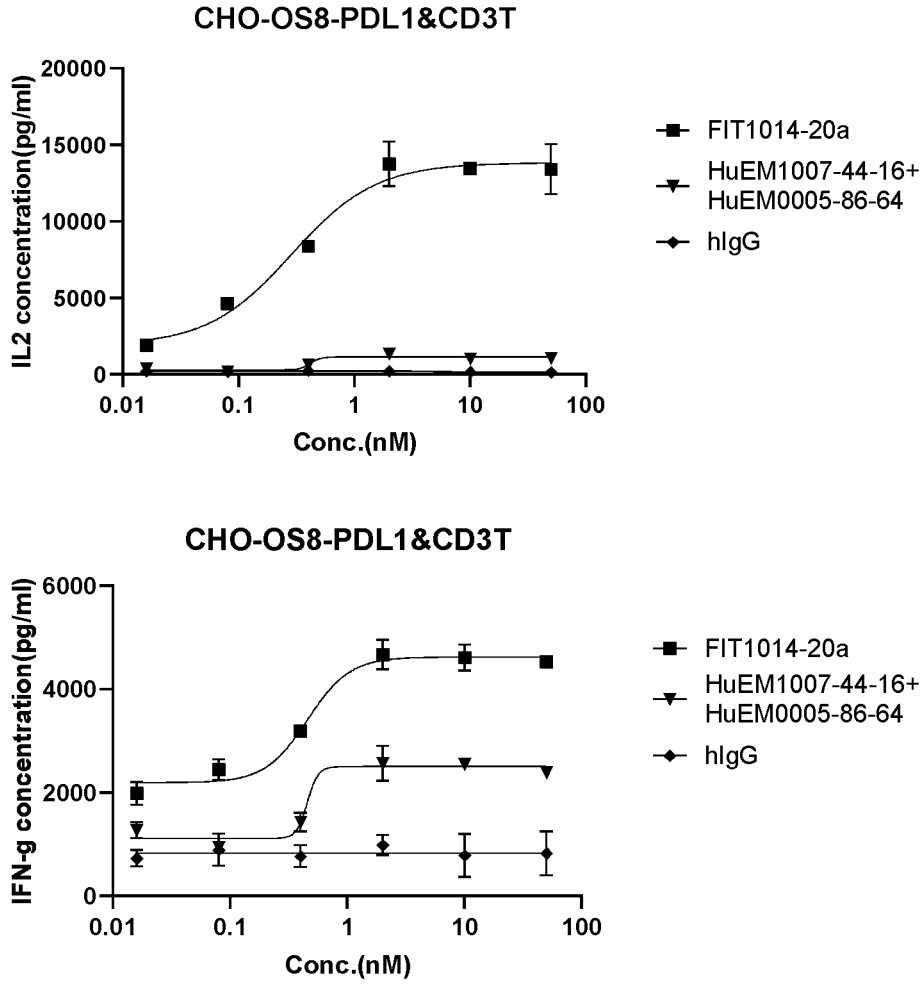 CHO-OS8-PDL1&CD3T
IL2 concentration(pg/ml)
20000
15000
10000
5000
0
0.01
0.1
1
10
100
Conc.(nM)
FIT1014-20a
HuEM1007-44-16+
HuEM0005-86-64
hIgG
CHO-OS8-PDL1&CD3T
IFN-g concentration(pg/ml)
6000
4000
2000
0
0.01
0.1
1
10
100
Conc.(nM)
FIT1014-20a
HuEM1007-44-16+
HuEM0005-86-64
hIgG